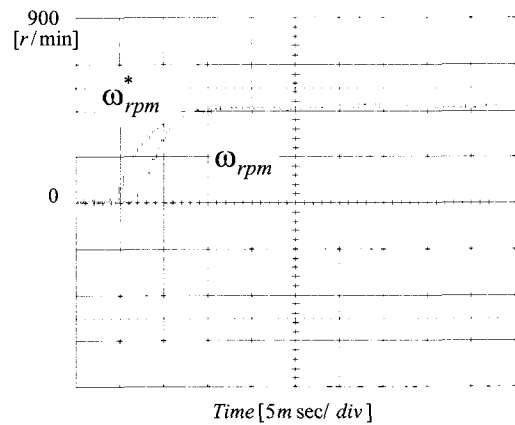 900
[r/min]
ω*rpm
ωrpm
0
Time [5m sec/ div]